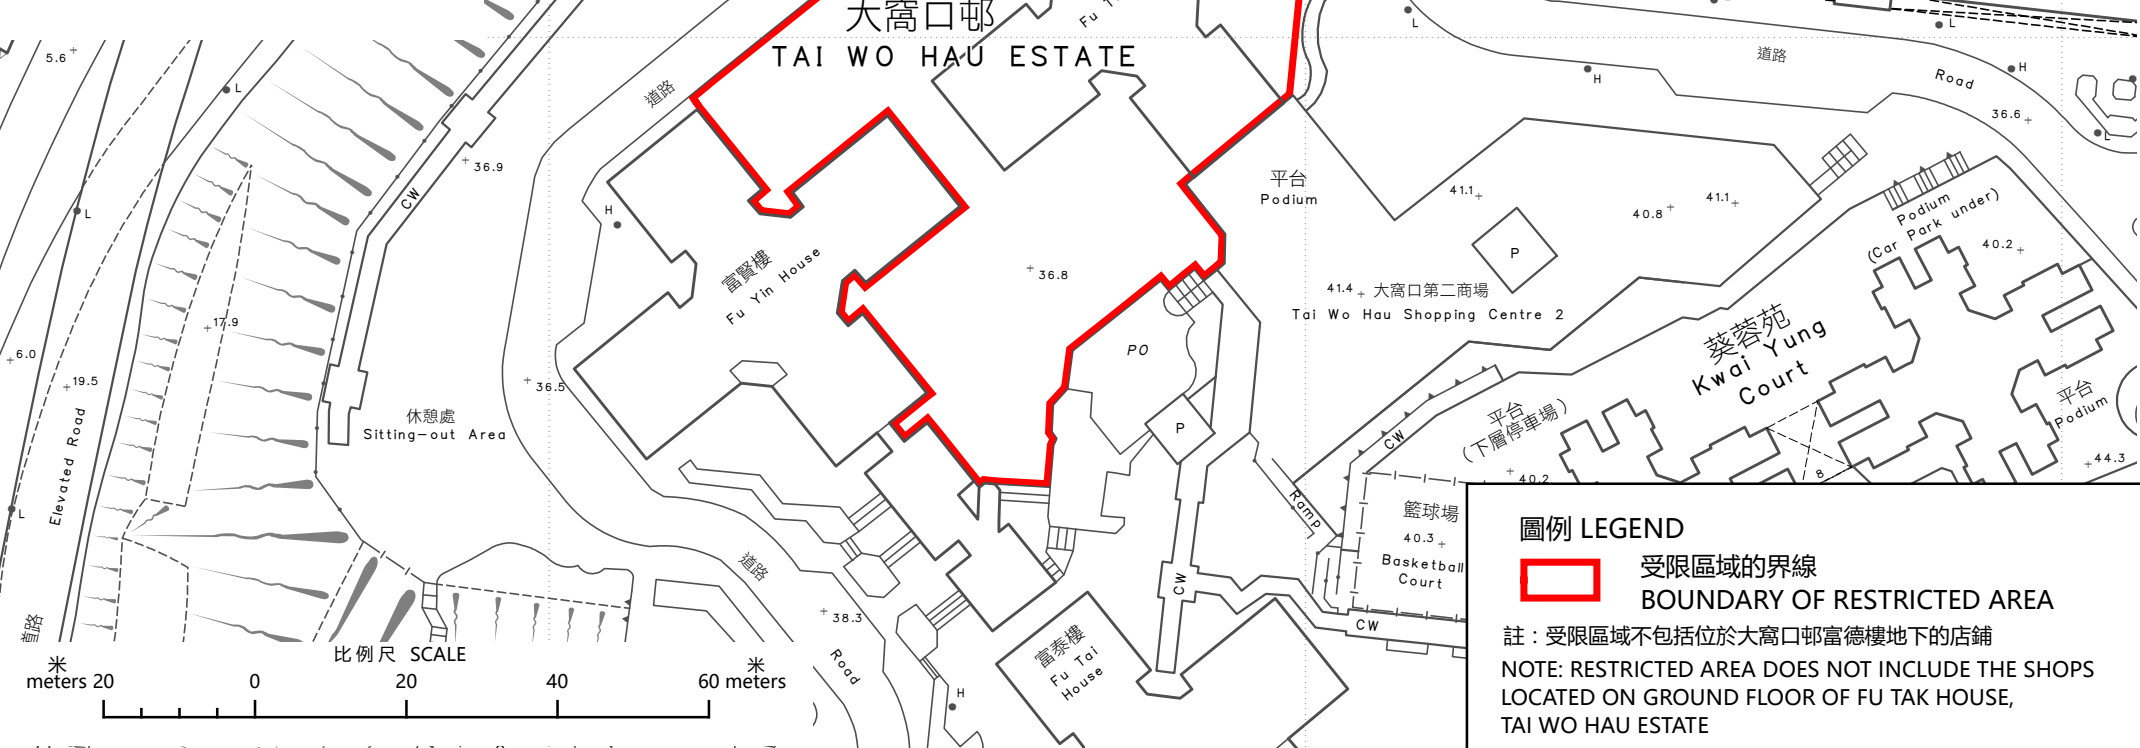 大窩口邨
TAI WO HAU ESTATE
5.6
L
L
L
道路
H
36.9
CW
H
L
H
道路
Road
H
L
36.6
L
平台
Podium
41.1
40.8
41.1
P
Podium
(Car Park under)
40.2
富賢樓
Fu Yin House
36.8
41.4
大窩口第二商場
Tai Wo Hau Shopping Centre 2
17.9
6.0
19.5
36.5
PO
葵蓉苑
Kwai Yung
Court
平台
Podium
休憩處
Sitting-out Area
Elevated Road
P
平台
(下層停車場)
CW
40.2
8
44.3
Ramp
籃球場
40.3
Basketball
Court
道路
道路
38.3
Road
H
CW
CW
富泰樓
Fu Tai
House
比例尺 SCALE
米
meters 20 0 20 40 60 meters
米
圖例 LEGEND
受限區域的界線
BOUNDARY OF RESTRICTED AREA
註：受限區域不包括位於大窩口邨富德樓地下的店鋪
NOTE: RESTRICTED AREA DOES NOT INCLUDE THE SHOPS
LOCATED ON GROUND FLOOR OF FU TAK HOUSE,
TAI WO HAU ESTATE